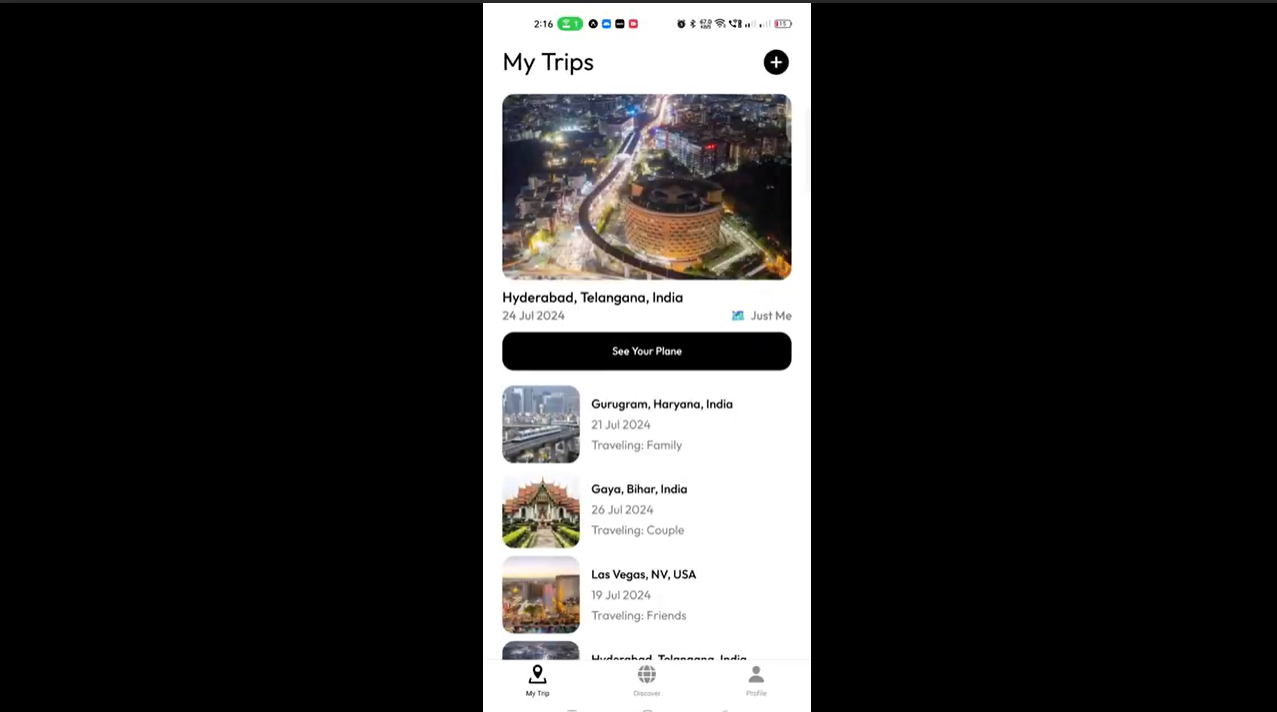 2:16
1
My Trips
Hyderabad, Telangana, India
24 Jul 2024
Just Me
See Your Plane
Gurugram, Haryana, India
21 Jul 2024
Traveling: Family
Gaya, Bihar, India
26 Jul 2024
Traveling: Couple
Las Vegas, NV, USA
19 Jul 2024
Traveling: Friends
Hyderabad, Telangana, India
My Trip
Discover
Profile